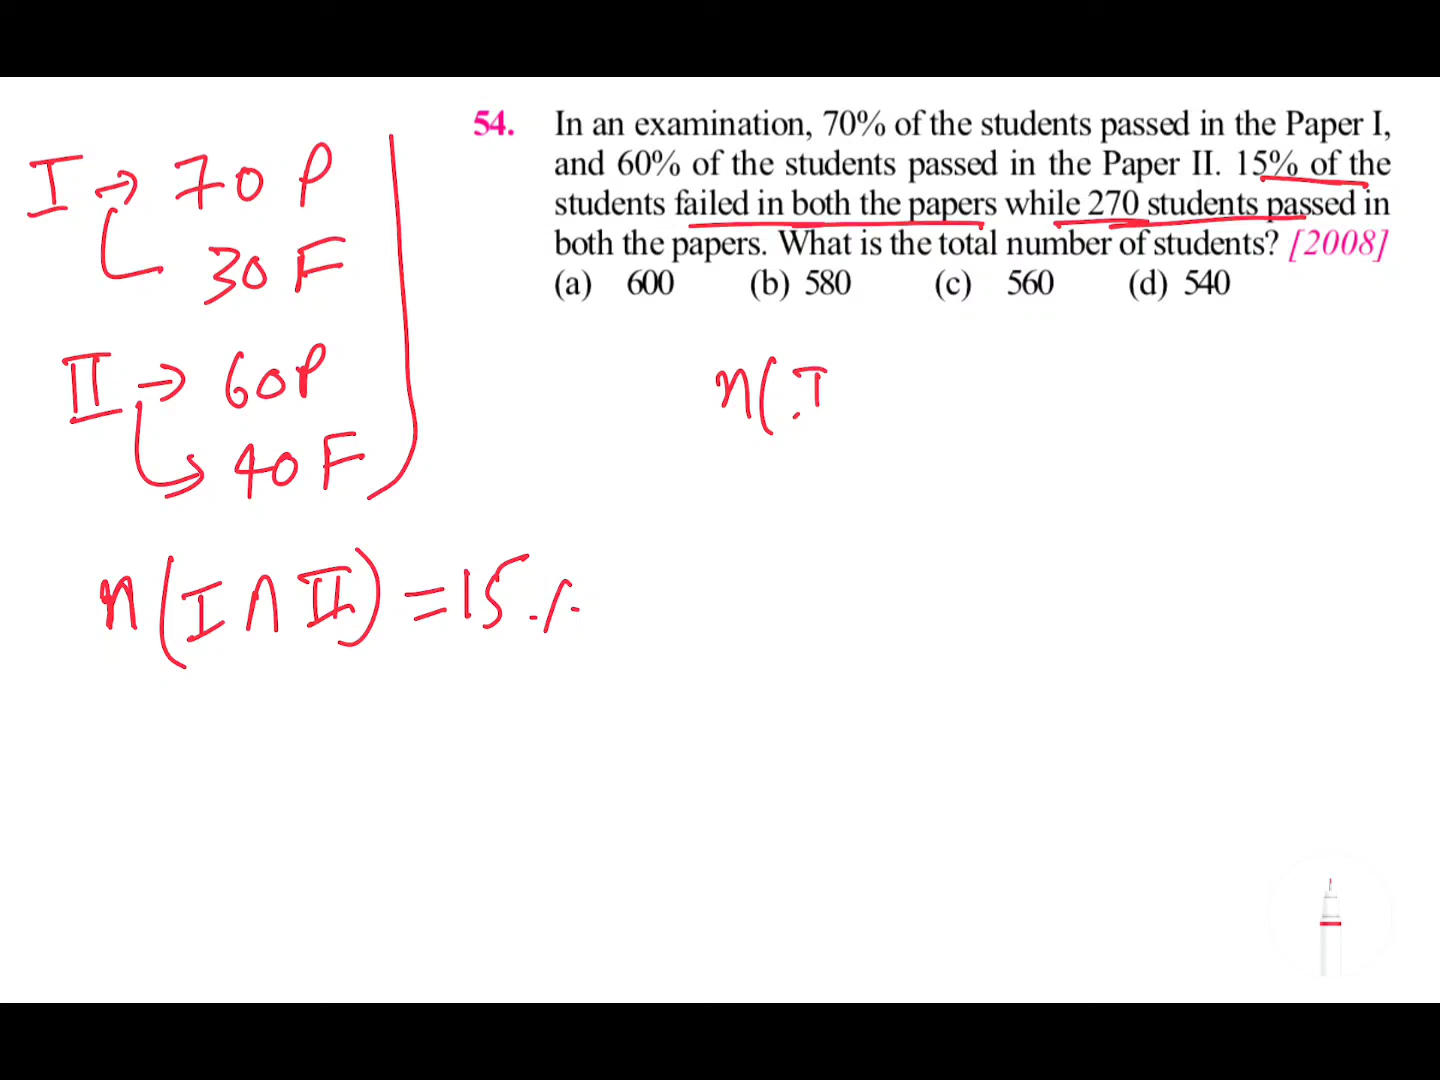 54. In an examination, 70% of the students passed in the Paper I,
and 60% of the students passed in the Paper II. 15% of the
students failed in both the papers while 270 students passed in
both the papers. What is the total number of students? [2008]
(a) 600 (b) 580 (c) 560 (d) 540
I → 70 P
30 F
II → 60P
→ 40 F
n(I
n(I ∩ II) = 15 %